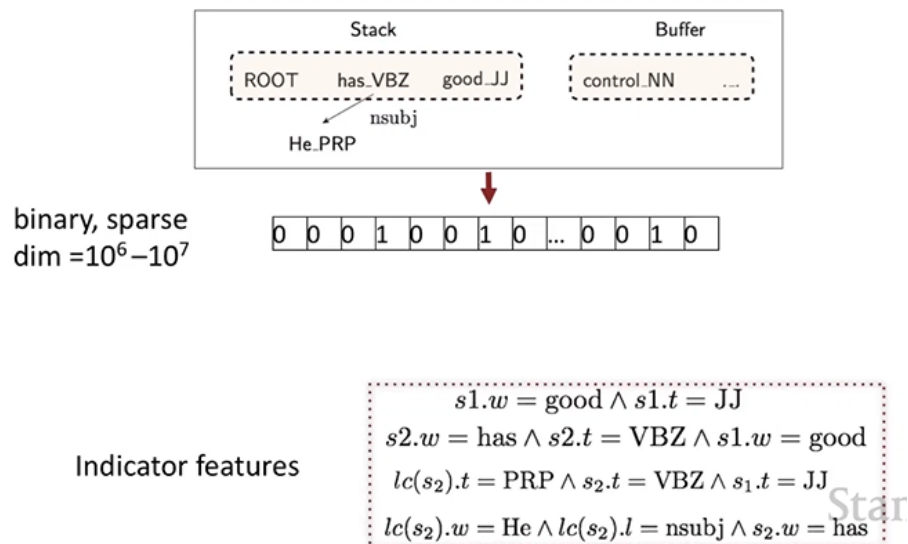 Stack Buffer
ROOT has_VBZ good_JJ control_NN ...
nsubj
He_PRP
binary, sparse
dim =10⁶–10⁷
0 0 0 1 0 0 1 0 ... 0 0 1 0
Indicator features
s1.w = good ∧ s1.t = JJ
s2.w = has ∧ s2.t = VBZ ∧ s1.w = good
lc(s₂).t = PRP ∧ s₂.t = VBZ ∧ s₁.t = JJ
lc(s₂).w = He ∧ lc(s₂).l = nsubj ∧ s₂.w = has
Stan